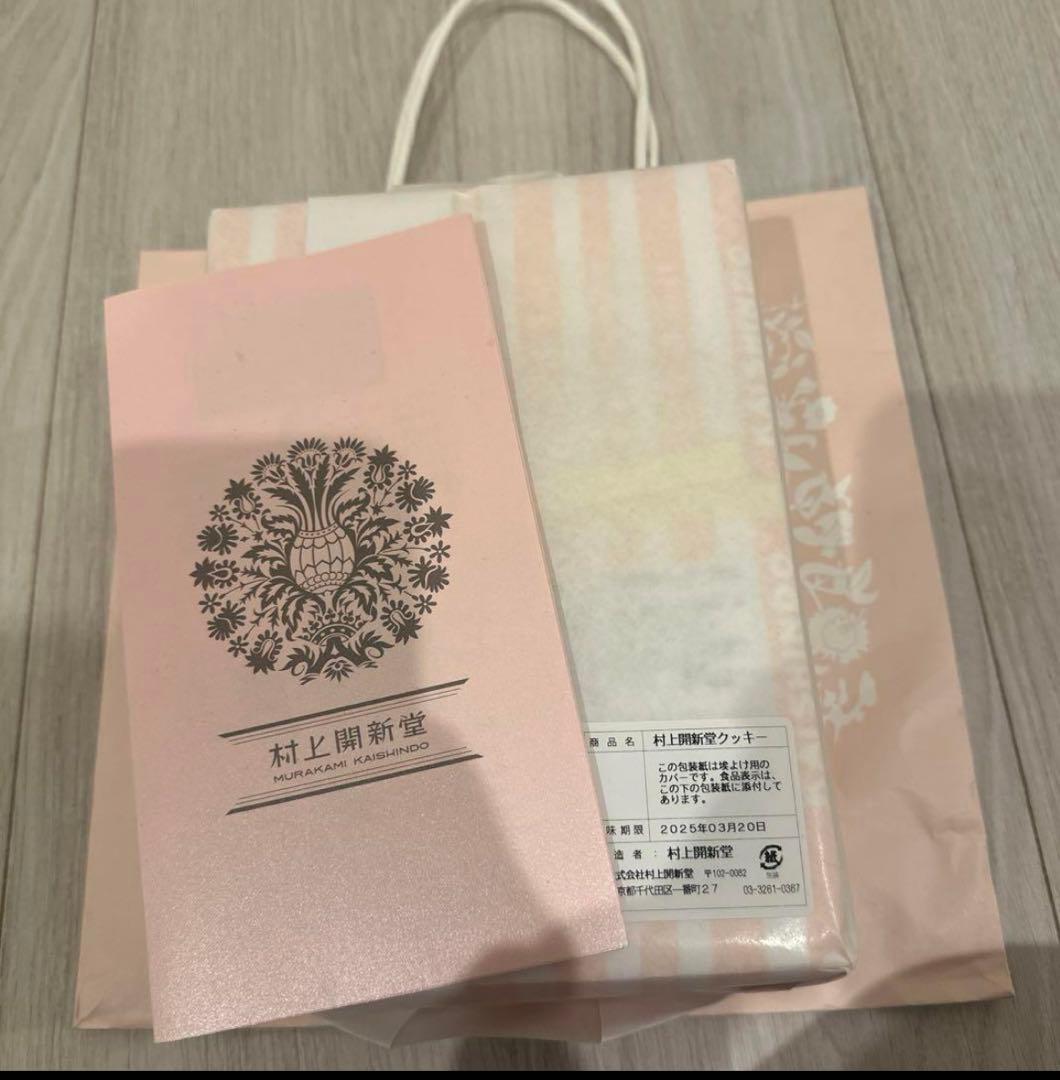 村上開新堂
MURAKAMI KAISHINDO
商品名 村上開新堂クッキー
この包装紙は埃よけ用の
カバーです。食品表示は、
この下の包装紙に添付して
あります。
味期限 2025年03月20日
造者： 村上開新堂
式会社村上開新堂 〒102-0082
京都千代田区一番町27 03-3261-0367
紙
包装